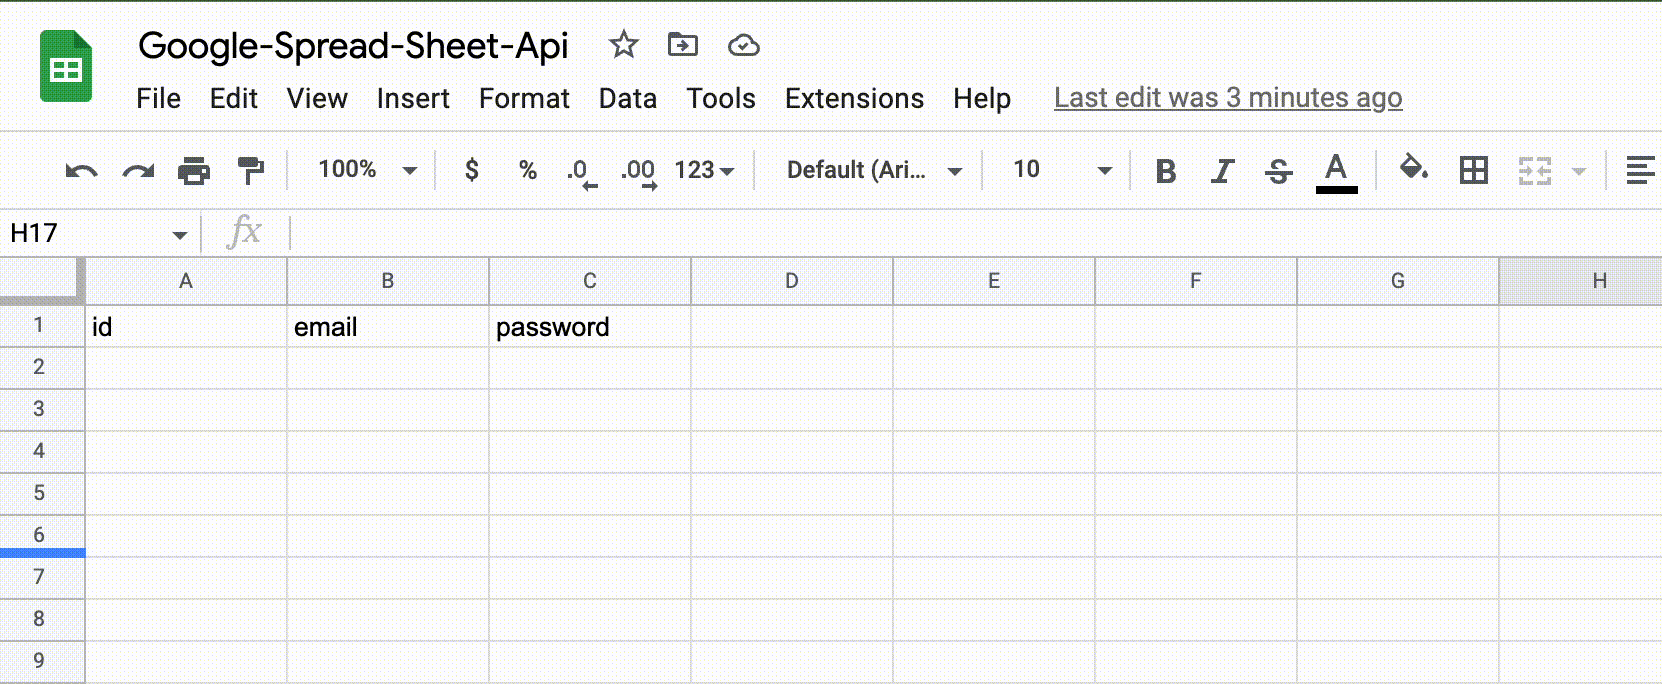 Google-Spread-Sheet-Api
File Edit View Insert Format Data Tools Extensions Help Last edit was 3 minutes ago
100% $ % .0 .00 123 Default (Ari... 10 B I S A
H17 fx
A B C D E F G H
1 id email password
2
3
4
5
6
7
8
9